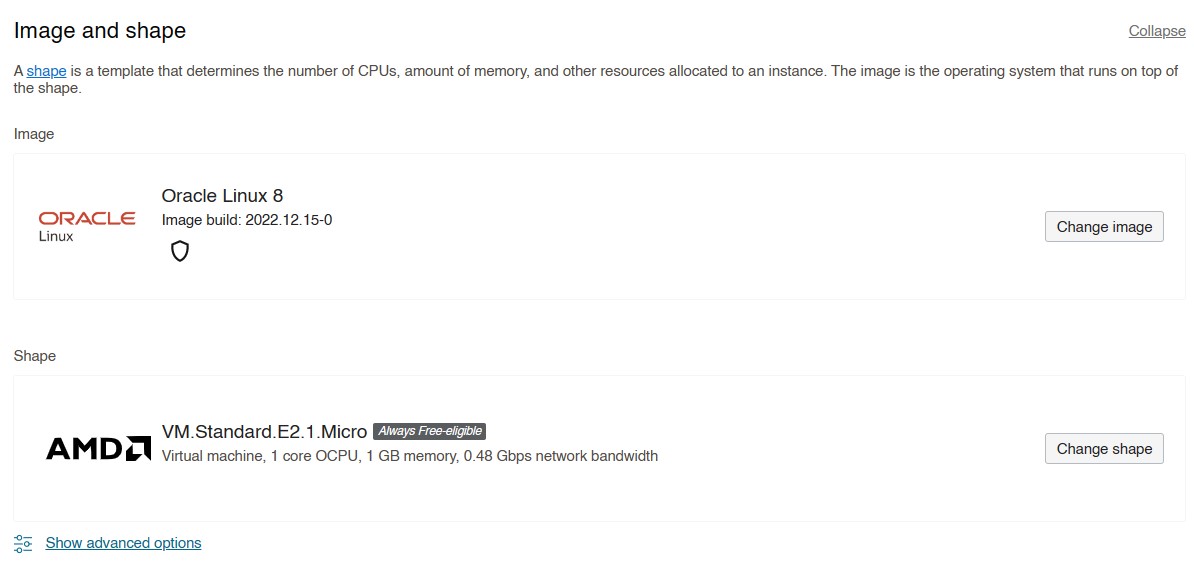 Image and shape
Collapse
A shape is a template that determines the number of CPUs, amount of memory, and other resources allocated to an instance. The image is the operating system that runs on top of
the shape.
Image
ORACLE
Linux
Oracle Linux 8
Image build: 2022.12.15-0
Change image
Shape
AMD
VM.Standard.E2.1.Micro Always Free-eligible
Virtual machine, 1 core OCPU, 1 GB memory, 0.48 Gbps network bandwidth
Change shape
Show advanced options